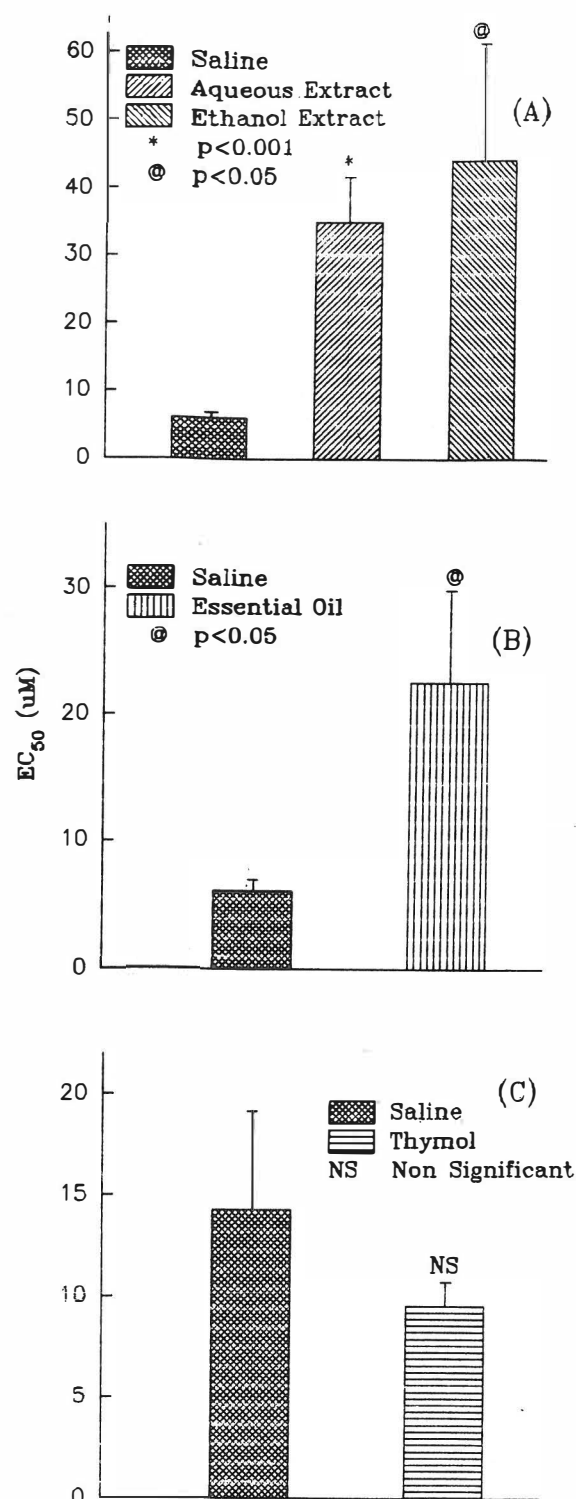 @
60
Saline
Aqueous Extract
(A)
50
Ethanol Extract
* p<0.001
*
@ p<0.05
40
30
20
10
0
30
Saline
@
Essential Oil
@ p<0.05
(B)
20
EC50 (uM)
10
0
20
(C)
Saline
Thymol
NS Non Significant
15
NS
10
5
0